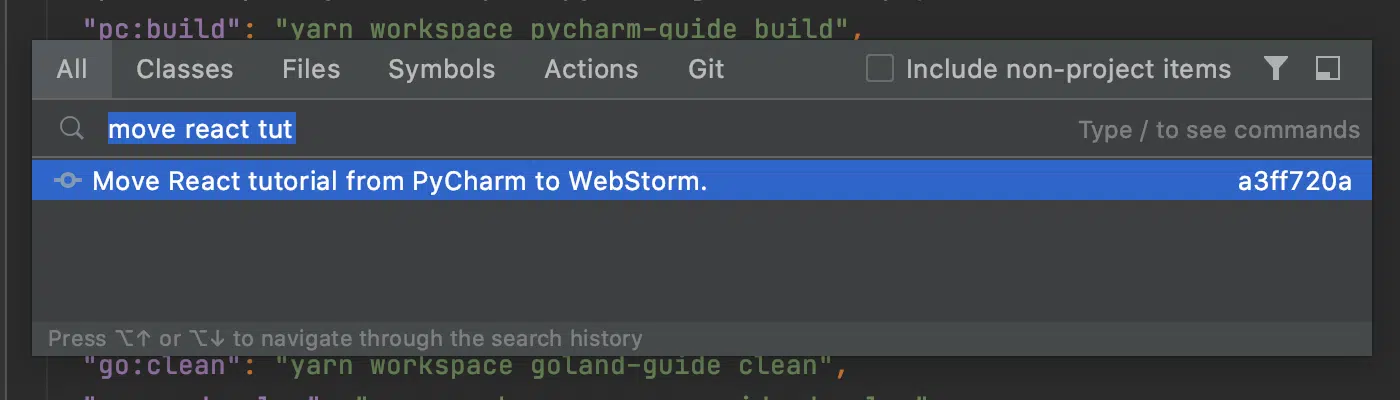 "pc:build": "yarn workspace pycharm-guide build",
All Classes Files Symbols Actions Git Include non-project items
move react tut Type / to see commands
Move React tutorial from PyCharm to WebStorm. a3ff720a
Press ⌥↑ or ⌥↓ to navigate through the search history
"go:clean": "yarn workspace goland-guide clean",